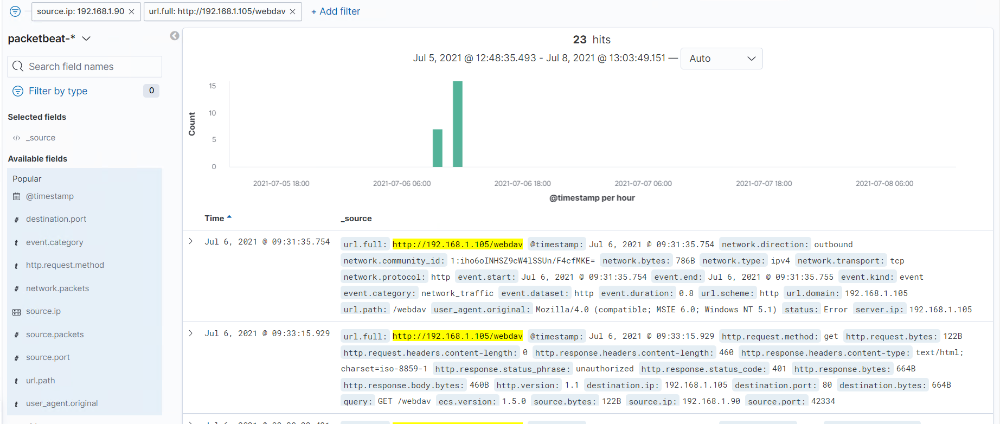 source.ip: 192.168.1.90 × url.full: http://192.168.1.105/webdav × + Add filter
packetbeat-*
Search field names
Filter by type 0
Selected fields
</> _source
Available fields
Popular
@timestamp
# destination.port
t event.category
t http.request.method
# network.packets
source.ip
# source.packets
# source.port
t url.path
t user_agent.original
23 hits
Jul 5, 2021 @ 12:48:35.493 - Jul 8, 2021 @ 13:03:49.151 — Auto
Count
15
10
5
0
2021-07-05 18:00 2021-07-06 06:00 2021-07-06 18:00 2021-07-07 06:00 2021-07-07 18:00 2021-07-08 06:00
@timestamp per hour
Time _source
Jul 6, 2021 @ 09:31:35.754 url.full: http://192.168.1.105/webdav @timestamp: Jul 6, 2021 @ 09:31:35.754 network.direction: outbound
network.community_id: 1:iho6oINHSZ9cW4lSSUn/F4cfMKE= network.bytes: 786B network.type: ipv4 network.transport: tcp
network.protocol: http event.start: Jul 6, 2021 @ 09:31:35.754 event.end: Jul 6, 2021 @ 09:31:35.755 event.kind: event
event.category: network_traffic event.dataset: http event.duration: 0.8 url.scheme: http url.domain: 192.168.1.105
url.path: /webdav user_agent.original: Mozilla/4.0 (compatible; MSIE 6.0; Windows NT 5.1) status: Error server.ip: 192.168.1.105
Jul 6, 2021 @ 09:33:15.929 url.full: http://192.168.1.105/webdav @timestamp: Jul 6, 2021 @ 09:33:15.929 http.request.method: get http.request.bytes: 122B
http.request.headers.content-length: 0 http.response.headers.content-length: 460 http.response.headers.content-type: text/html;
charset=iso-8859-1 http.response.status_phrase: unauthorized http.response.status_code: 401 http.response.bytes: 664B
http.response.body.bytes: 460B http.version: 1.1 destination.ip: 192.168.1.105 destination.port: 80 destination.bytes: 664B
query: GET /webdav ecs.version: 1.5.0 source.bytes: 122B source.ip: 192.168.1.90 source.port: 42334